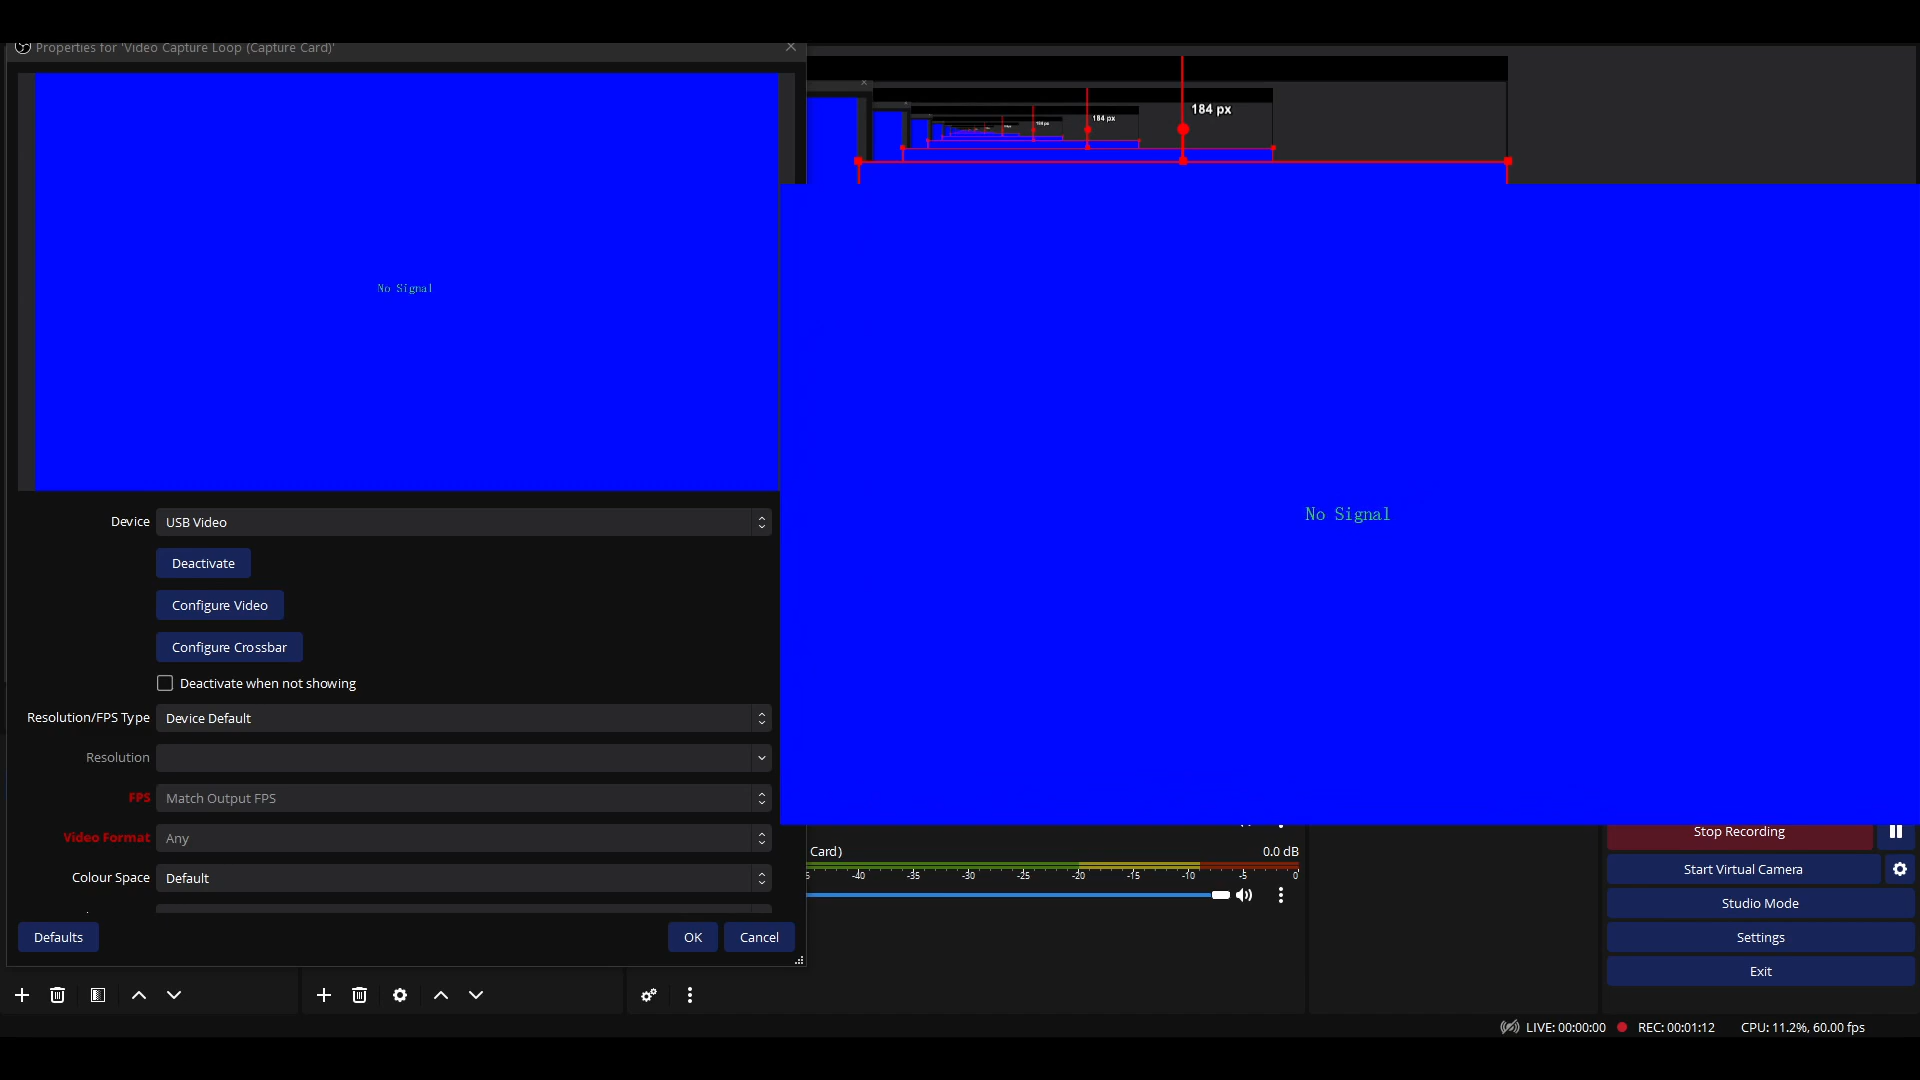 Properties for 'Video Capture Loop (Capture Card)'
184 px
184 px
No Signal
No Signal
Device USB Video
Deactivate
Configure Video
Configure Crossbar
Deactivate when not showing
Resolution/FPS Type Device Default
Resolution
FPS Match Output FPS
Video Format Any
Colour Space Default
Defaults OK Cancel
Card) 0.0 dB
-40 -35 -30 -25 -20 -15 -10 -5 0
Stop Recording
Start Virtual Camera
Studio Mode
Settings
Exit
LIVE: 00:00:00 REC: 00:01:12 CPU: 11.2%, 60.00 fps